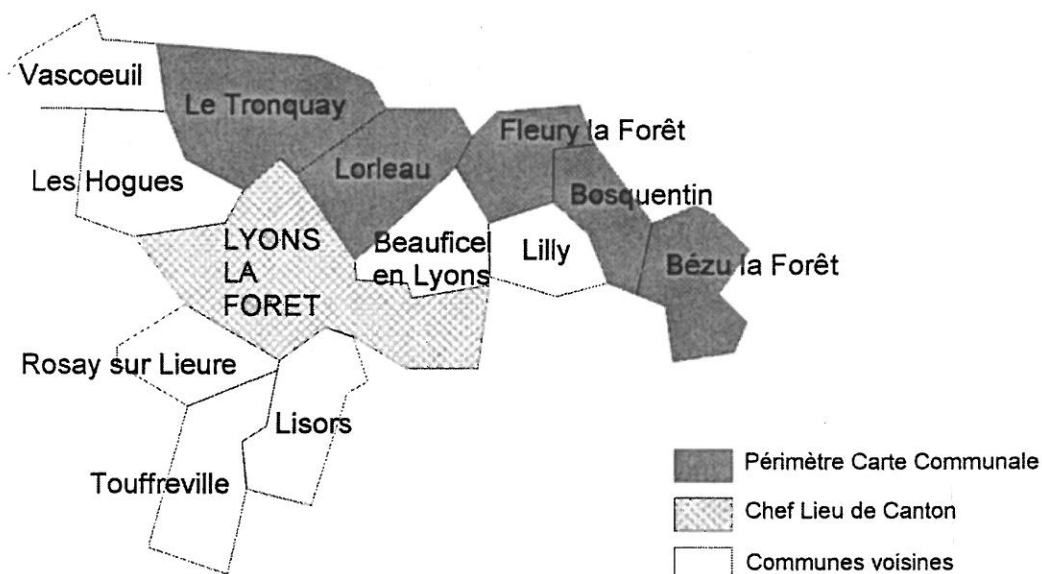 Vascoeuil
Le Tronquay
Fleury la Forêt
Lorleau
Les Hogues
Bosquentin
LYONS
LA
FORET
Beauficel
en Lyons
Lilly
Bézu la Forêt
Rosay sur Lieure
Lisors
Touffreville
Périmètre Carte Communale
Chef Lieu de Canton
Communes voisines